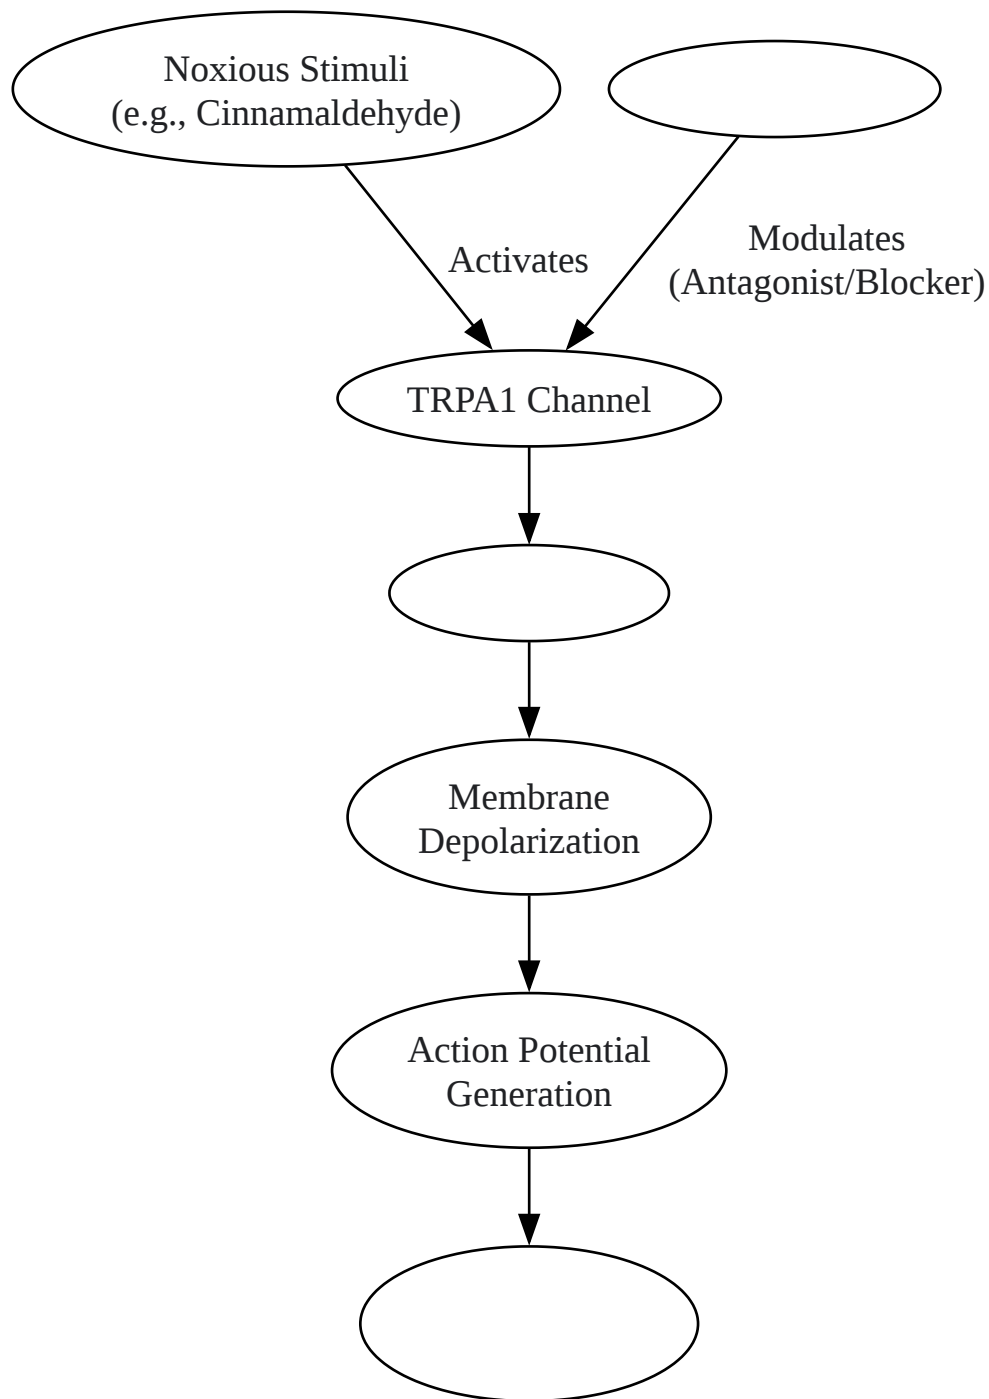 Noxious Stimuli
(e.g., Cinnamaldehyde)
Activates
Modulates
(Antagonist/Blocker)
TRPA1 Channel
Membrane
Depolarization
Action Potential
Generation